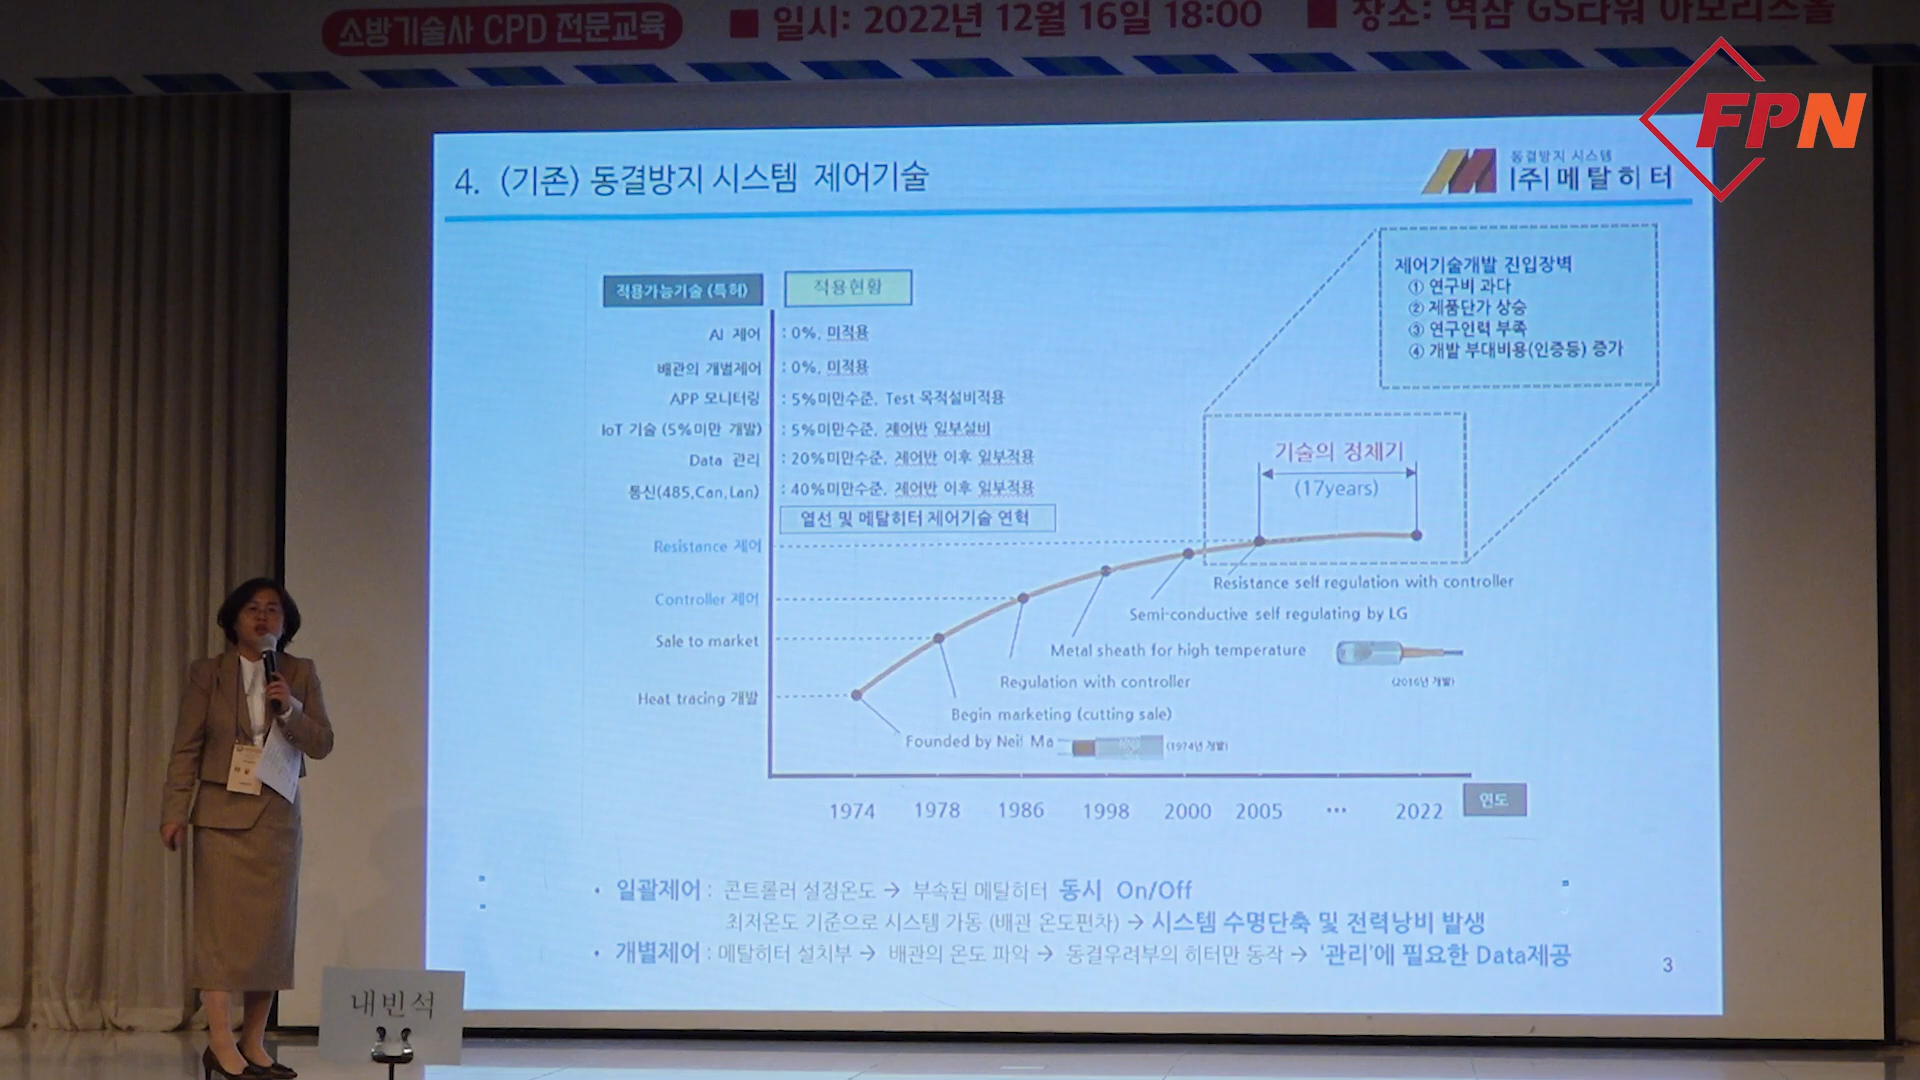 소방기술사 CPD 전문교육 ■ 일시: 2022년 12월 16일 18:00 ■ 장소: 역삼 GS타워 아모리스홀
FPN
4. (기존) 동결방지 시스템 제어기술
동결방지 시스템
(주)메탈히터
제어기술개발 진입장벽
① 연구비 과다
② 제품단가 상승
③ 연구인력 부족
④ 개발 부대비용(인증등) 증가
적용가능기술 (특허) 적용현황
AI 제어 : 0%, 미적용
배관의 개별제어 : 0%, 미적용
APP 모니터링 : 5%미만수준, Test 목적설비적용
IoT 기술 (5%미만 개발) : 5%미만수준, 제어반 일부설비
Data 관리 : 20%미만수준, 제어반 이후 일부적용
통신(485,Can,Lan) : 40%미만수준, 제어반 이후 일부적용
열선 및 메탈히터 제어기술 연혁
기술의 정체기
(17years)
Resistance 제어
Controller 제어
Sale to market
Heat tracing 개발
Resistance self regulation with controller
Semi-conductive self regulating by LG
Metal sheath for high temperature
(2016년 개발)
Regulation with controller
Begin marketing (cutting sale)
Founded by Neil Ma
(1974년 개발)
1974 1978 1986 1998 2000 2005 ... 2022 연도
• 일괄제어 : 콘트롤러 설정온도 → 부속된 메탈히터 동시 On/Off
최저온도 기준으로 시스템 가동 (배관 온도편차) → 시스템 수명단축 및 전력낭비 발생
• 개별제어 : 메탈히터 설치부 → 배관의 온도 파악 → 동결우려부의 히터만 동작 → '관리'에 필요한 Data제공
3
내빈석